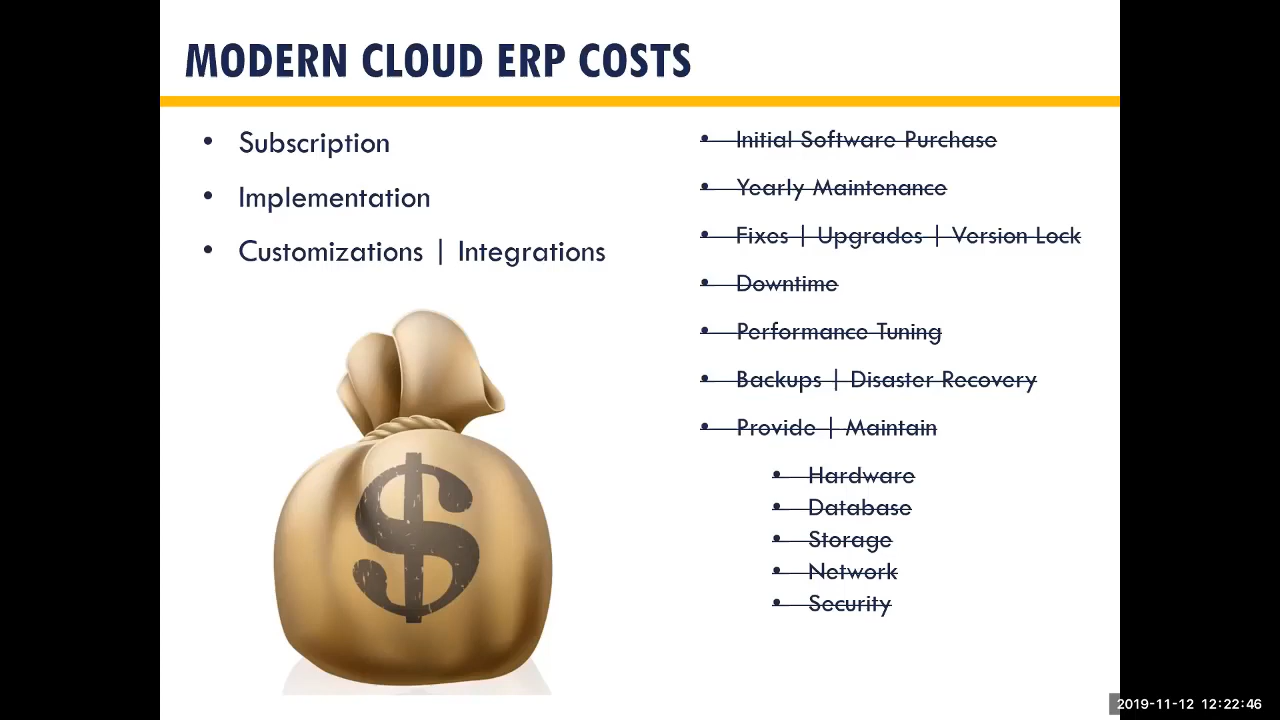 MODERN CLOUD ERP COSTS
• Subscription
• Implementation
• Customizations | Integrations
• Initial Software Purchase
• Yearly Maintenance
• Fixes | Upgrades | Version Lock
• Downtime
• Performance Tuning
• Backups | Disaster Recovery
• Provide | Maintain
• Hardware
• Database
• Storage
• Network
• Security
$
2019-11-12 12:22:46